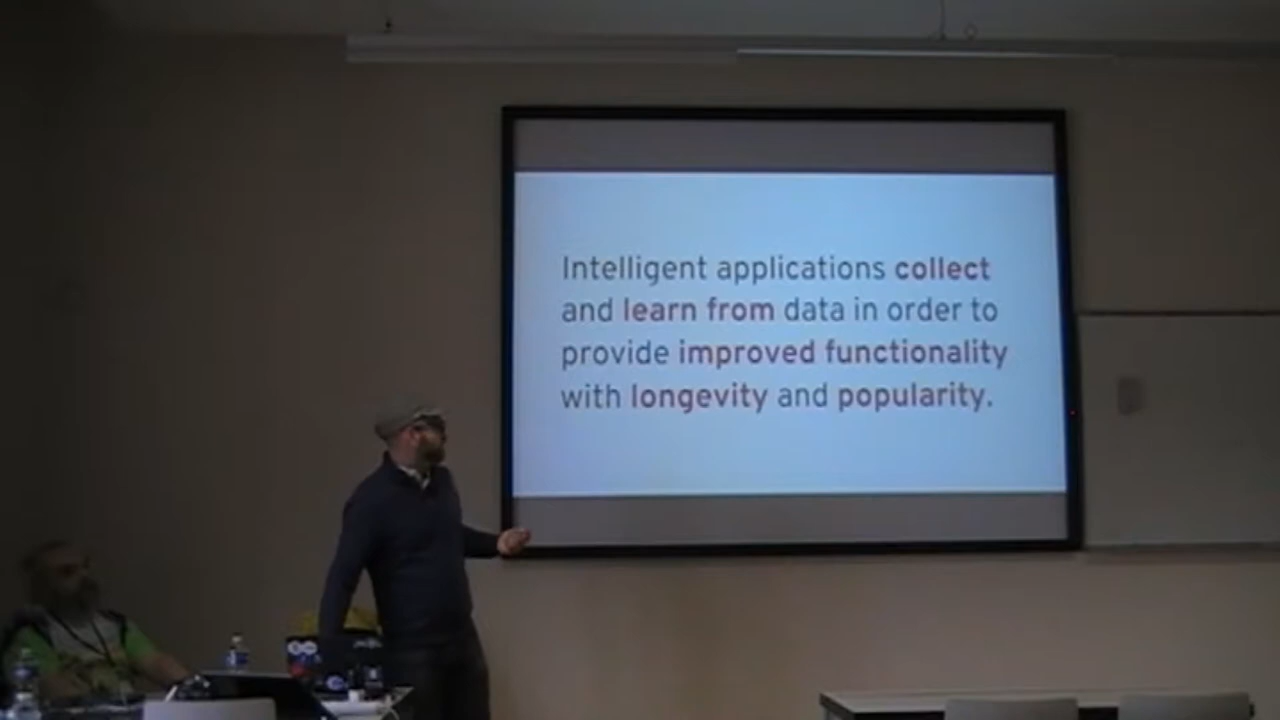 Intelligent applications collect
and learn from data in order to
provide improved functionality
with longevity and popularity.